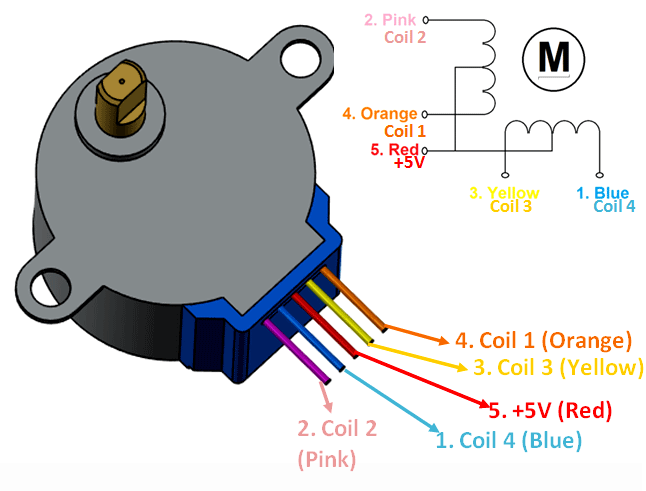 2. Pink
Coil 2
M
4. Orange
Coil 1
5. Red
+5V
3. Yellow
Coil 3
1. Blue
Coil 4
4. Coil 1 (Orange)
3. Coil 3 (Yellow)
5. +5V (Red)
2. Coil 2
(Pink)
1. Coil 4 (Blue)